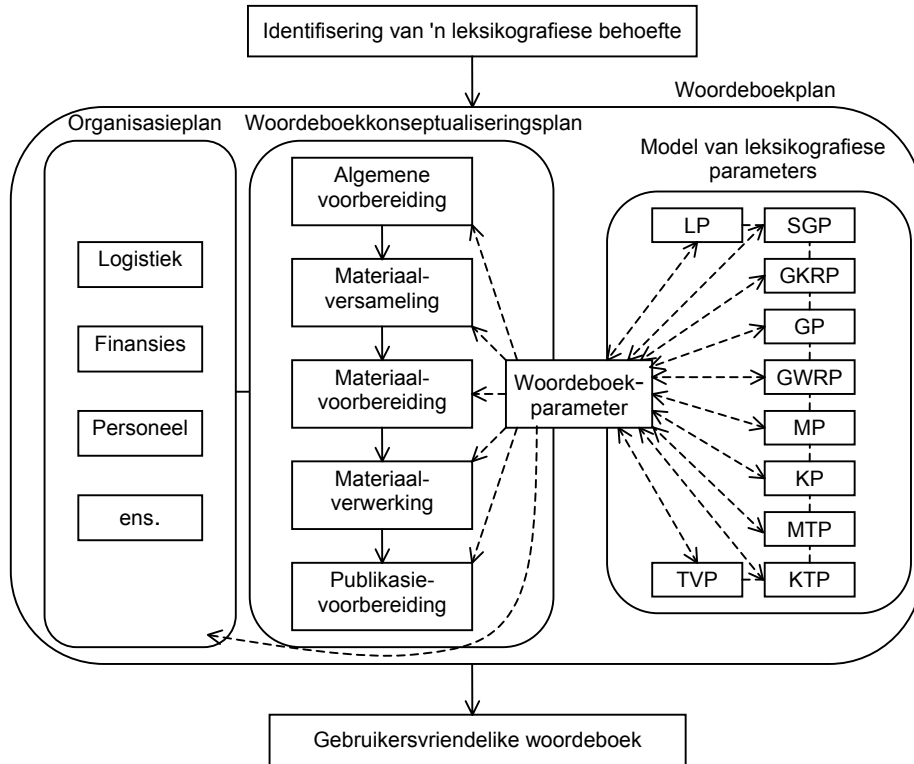 Identifisering van 'n leksikografiese behoefte
Woordeboekplan
Organisasieplan
Woordeboekkonseptualiseringsplan
Model van leksikografiese
parameters
Logistiek
Finansies
Personeel
ens.
Algemene
voorbereiding
Materiaal-
versameling
Materiaal-
voorbereiding
Materiaal-
verwerking
Publikasie-
voorbereiding
Woordeboek-
parameter
LP
SGP
GKRP
GP
GWRP
MP
KP
MTP
TVP
KTP
Gebruikersvriendelike woordeboek